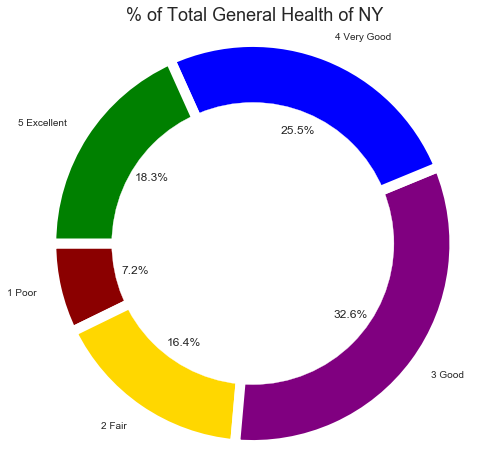 % of Total General Health of NY
4 Very Good
25.5%
5 Excellent
18.3%
1 Poor
7.2%
2 Fair
16.4%
3 Good
32.6%